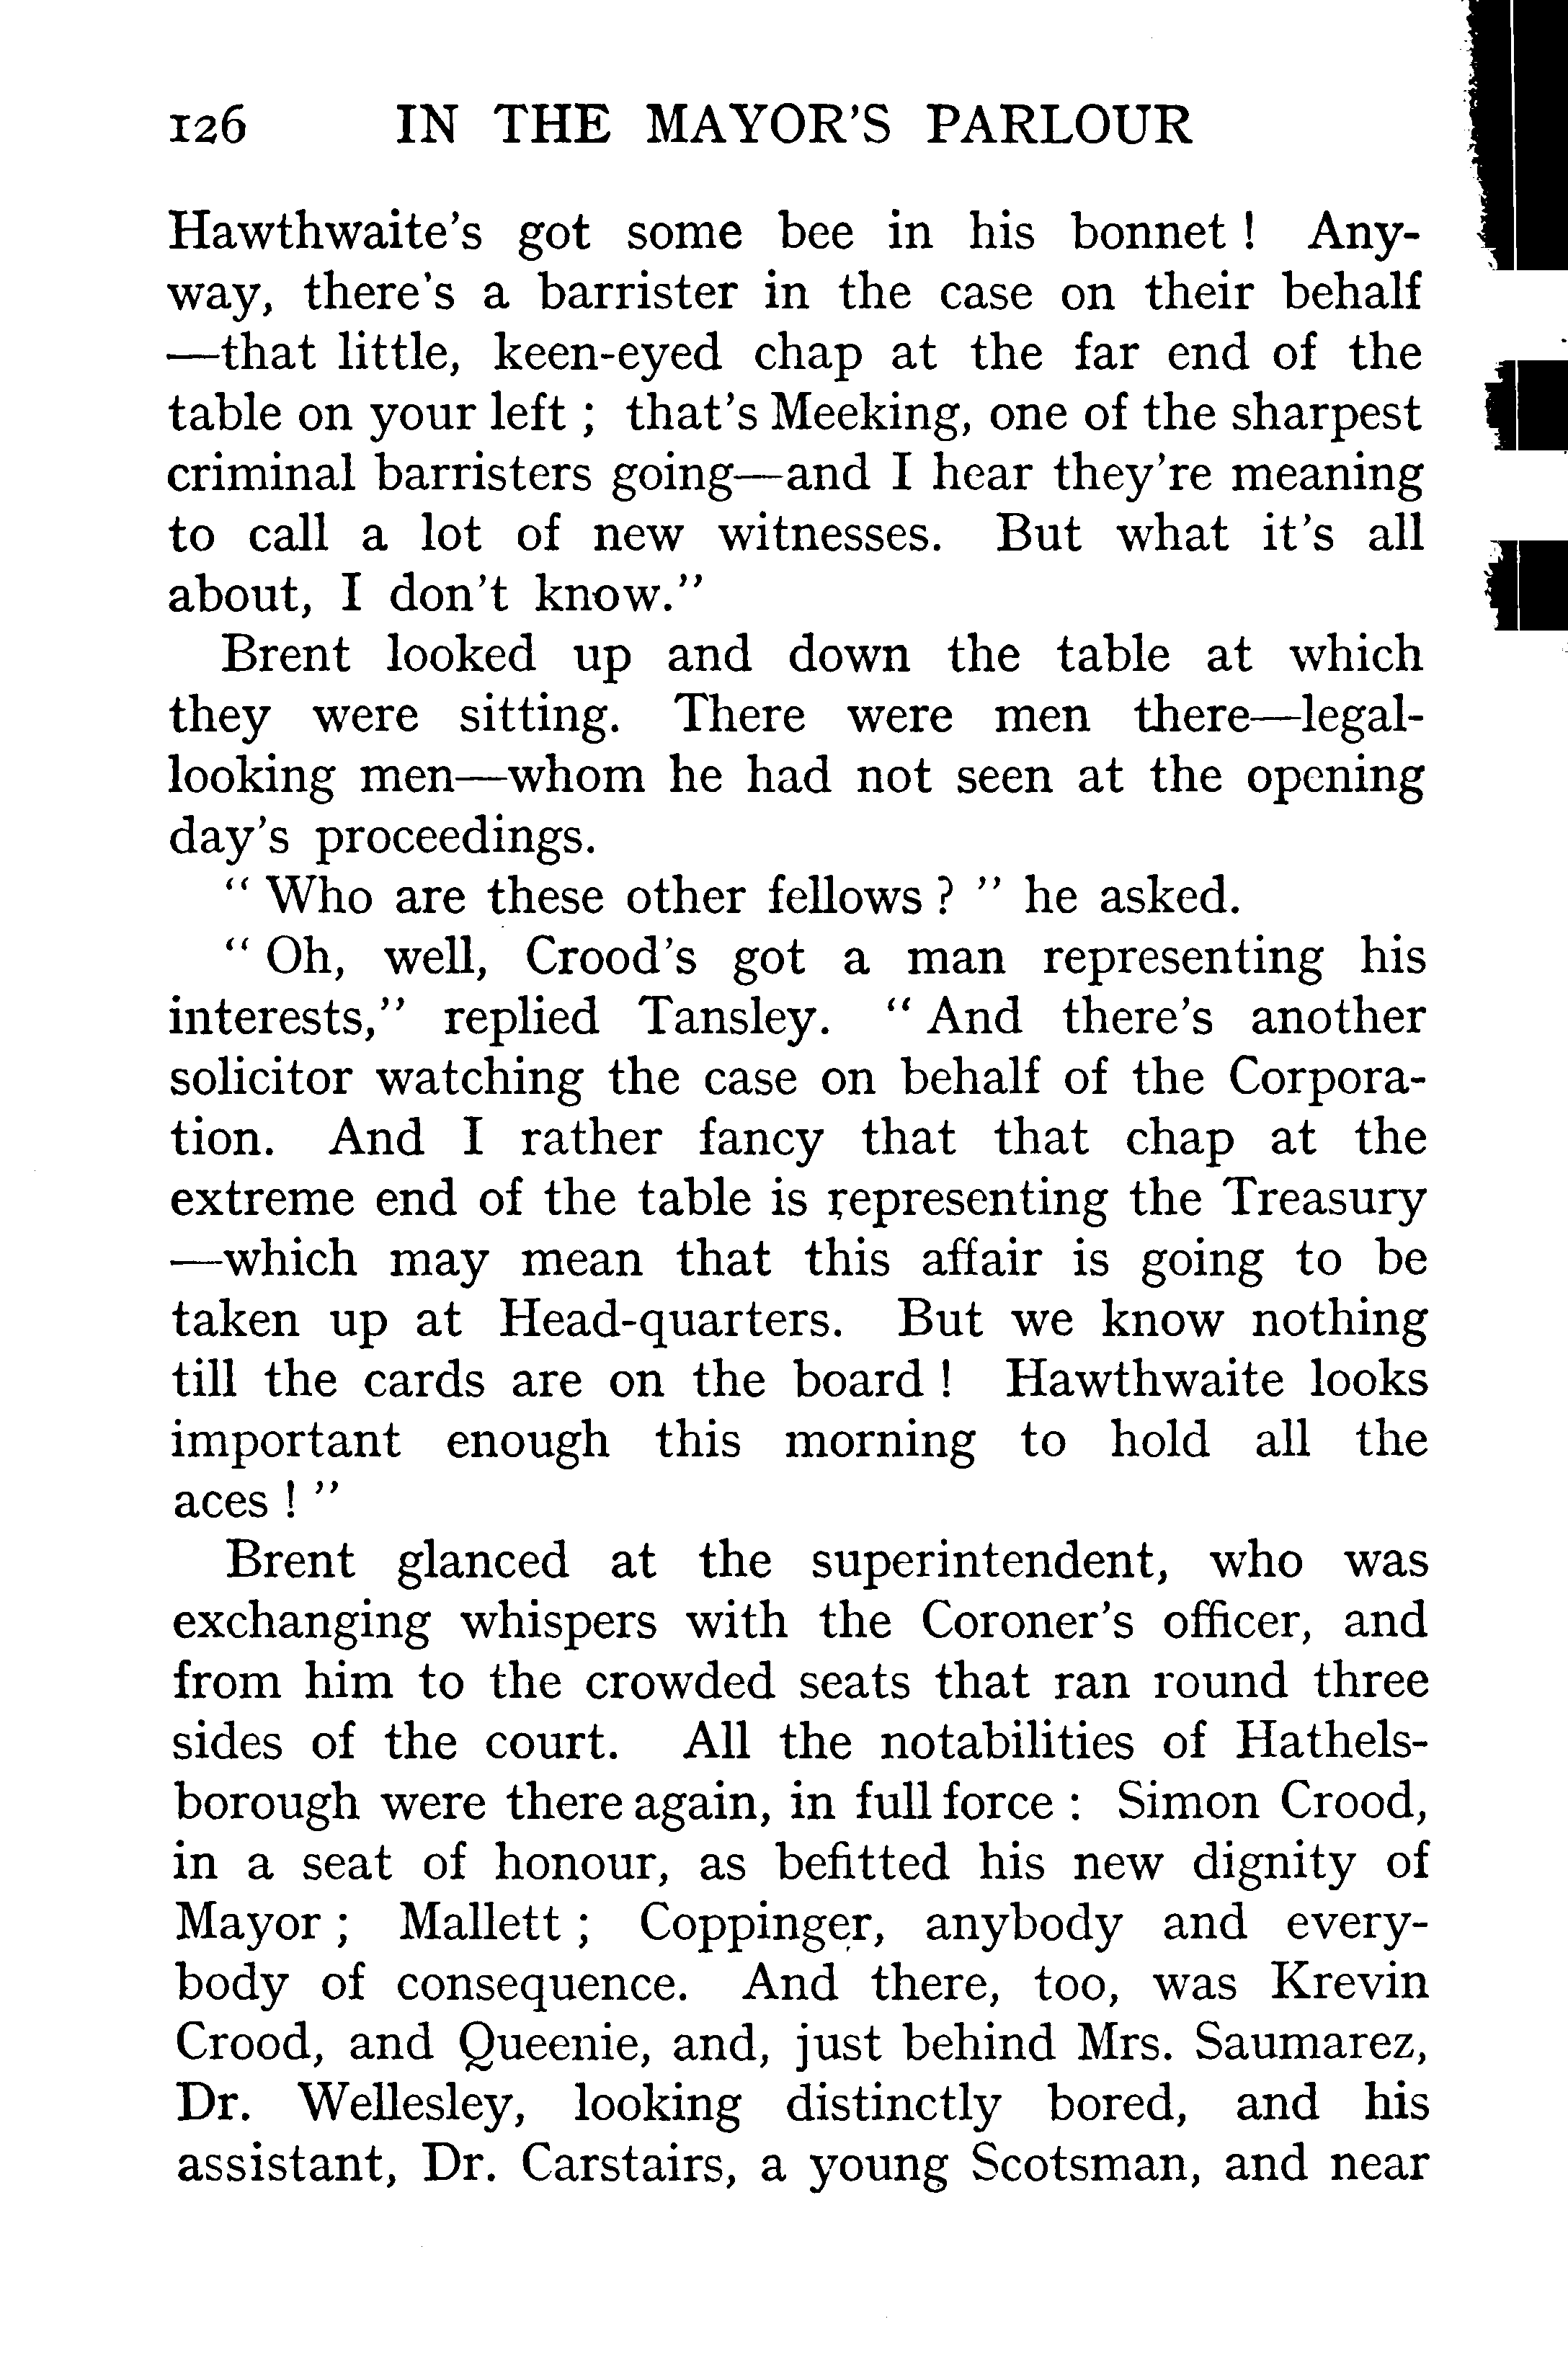 126 IN THE MAYOR'S PARLOUR
Hawthwaite's got some bee in his bonnet ! Any-
way, there's a barrister in the case on their behalf
—that little, keen-eyed chap at the far end of the
table on your left ; that's Meeking, one of the sharpest
criminal barristers going—and I hear they're meaning
to call a lot of new witnesses. But what it's all
about, I don't know."
Brent looked up and down the table at which
they were sitting. There were men there—legal-
looking men—whom he had not seen at the opening
day's proceedings.
" Who are these other fellows ? " he asked.
" Oh, well, Crood's got a man representing his
interests," replied Tansley. " And there's another
solicitor watching the case on behalf of the Corpora-
tion. And I rather fancy that that chap at the
extreme end of the table is representing the Treasury
—which may mean that this affair is going to be
taken up at Head-quarters. But we know nothing
till the cards are on the board ! Hawthwaite looks
important enough this morning to hold all the
aces ! "
Brent glanced at the superintendent, who was
exchanging whispers with the Coroner's officer, and
from him to the crowded seats that ran round three
sides of the court. All the notabilities of Hathels-
borough were there again, in full force : Simon Crood,
in a seat of honour, as befitted his new dignity of
Mayor ; Mallett ; Coppinger, anybody and every-
body of consequence. And there, too, was Krevin
Crood, and Queenie, and, just behind Mrs. Saumarez,
Dr. Wellesley, looking distinctly bored, and his
assistant, Dr. Carstairs, a young Scotsman, and near